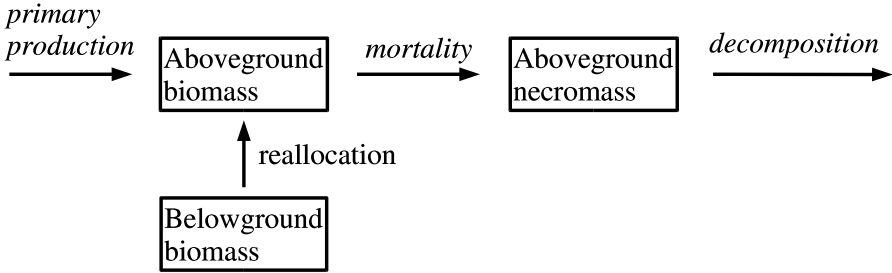 primary
production
Aboveground
biomass
mortality
Aboveground
necromass
decomposition
reallocation
Belowground
biomass